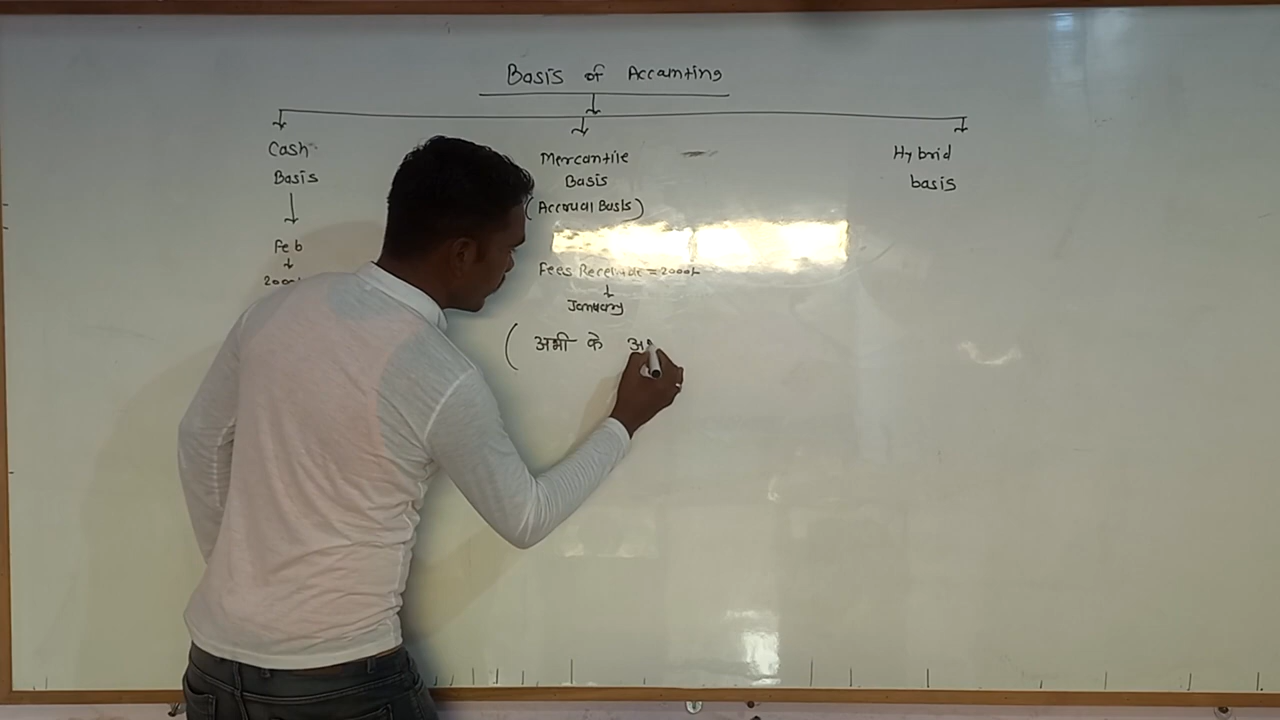 Basis of Accounting
Cash
Basis
Feb
Mercantile
Basis
(Accrual Basis)
Fees Receivable = 2000/-
January
(अभी के
Hybrid
basis